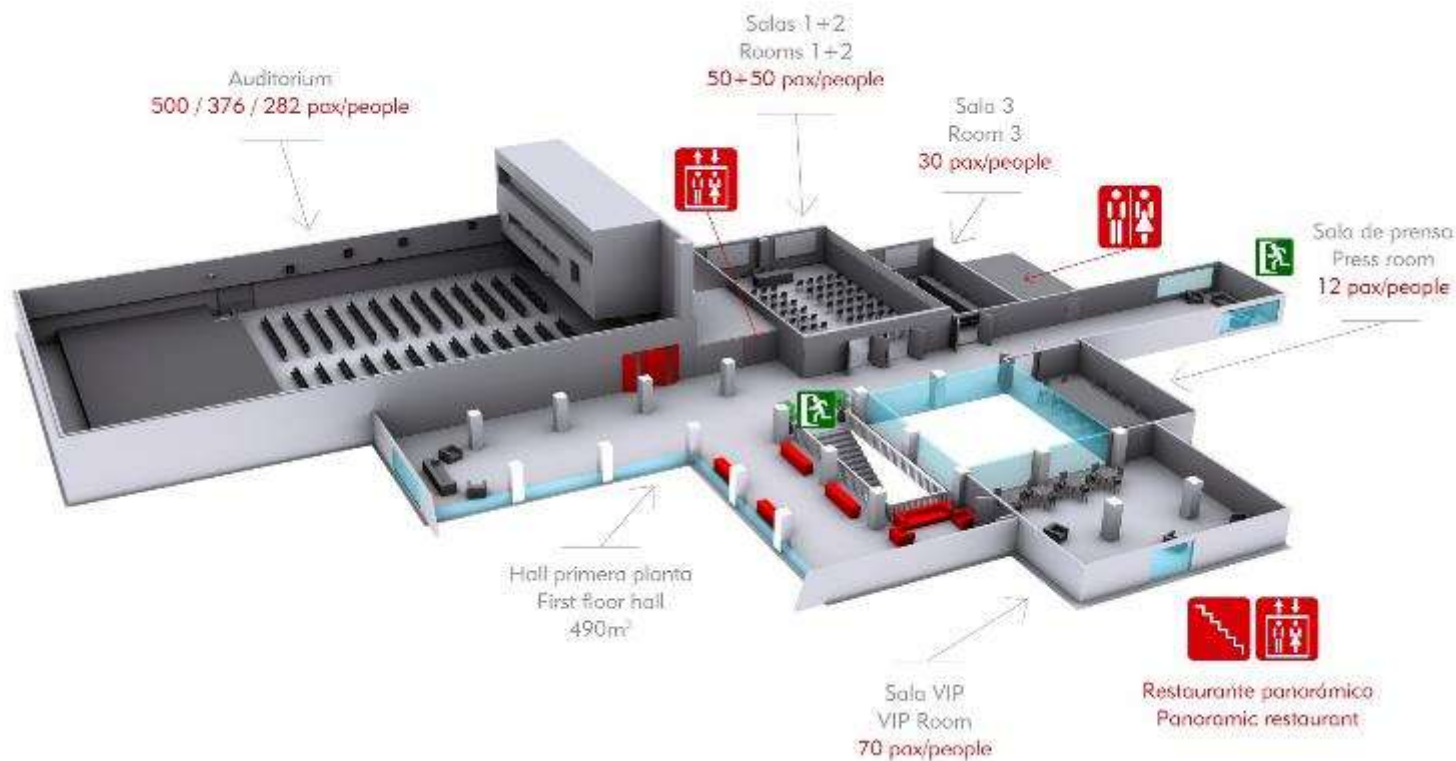 Auditorium
500 / 376 / 282 pax/people
Salas 1+2
Rooms 1+2
50+50 pax/people
Sala 3
Room 3
30 pax/people
Sala de prensa
Press room
12 pax/people
Hall primera planta
First floor hall
490m²
Sala VIP
VIP Room
70 pax/people
Restaurante panorámico
Panoramic restaurant